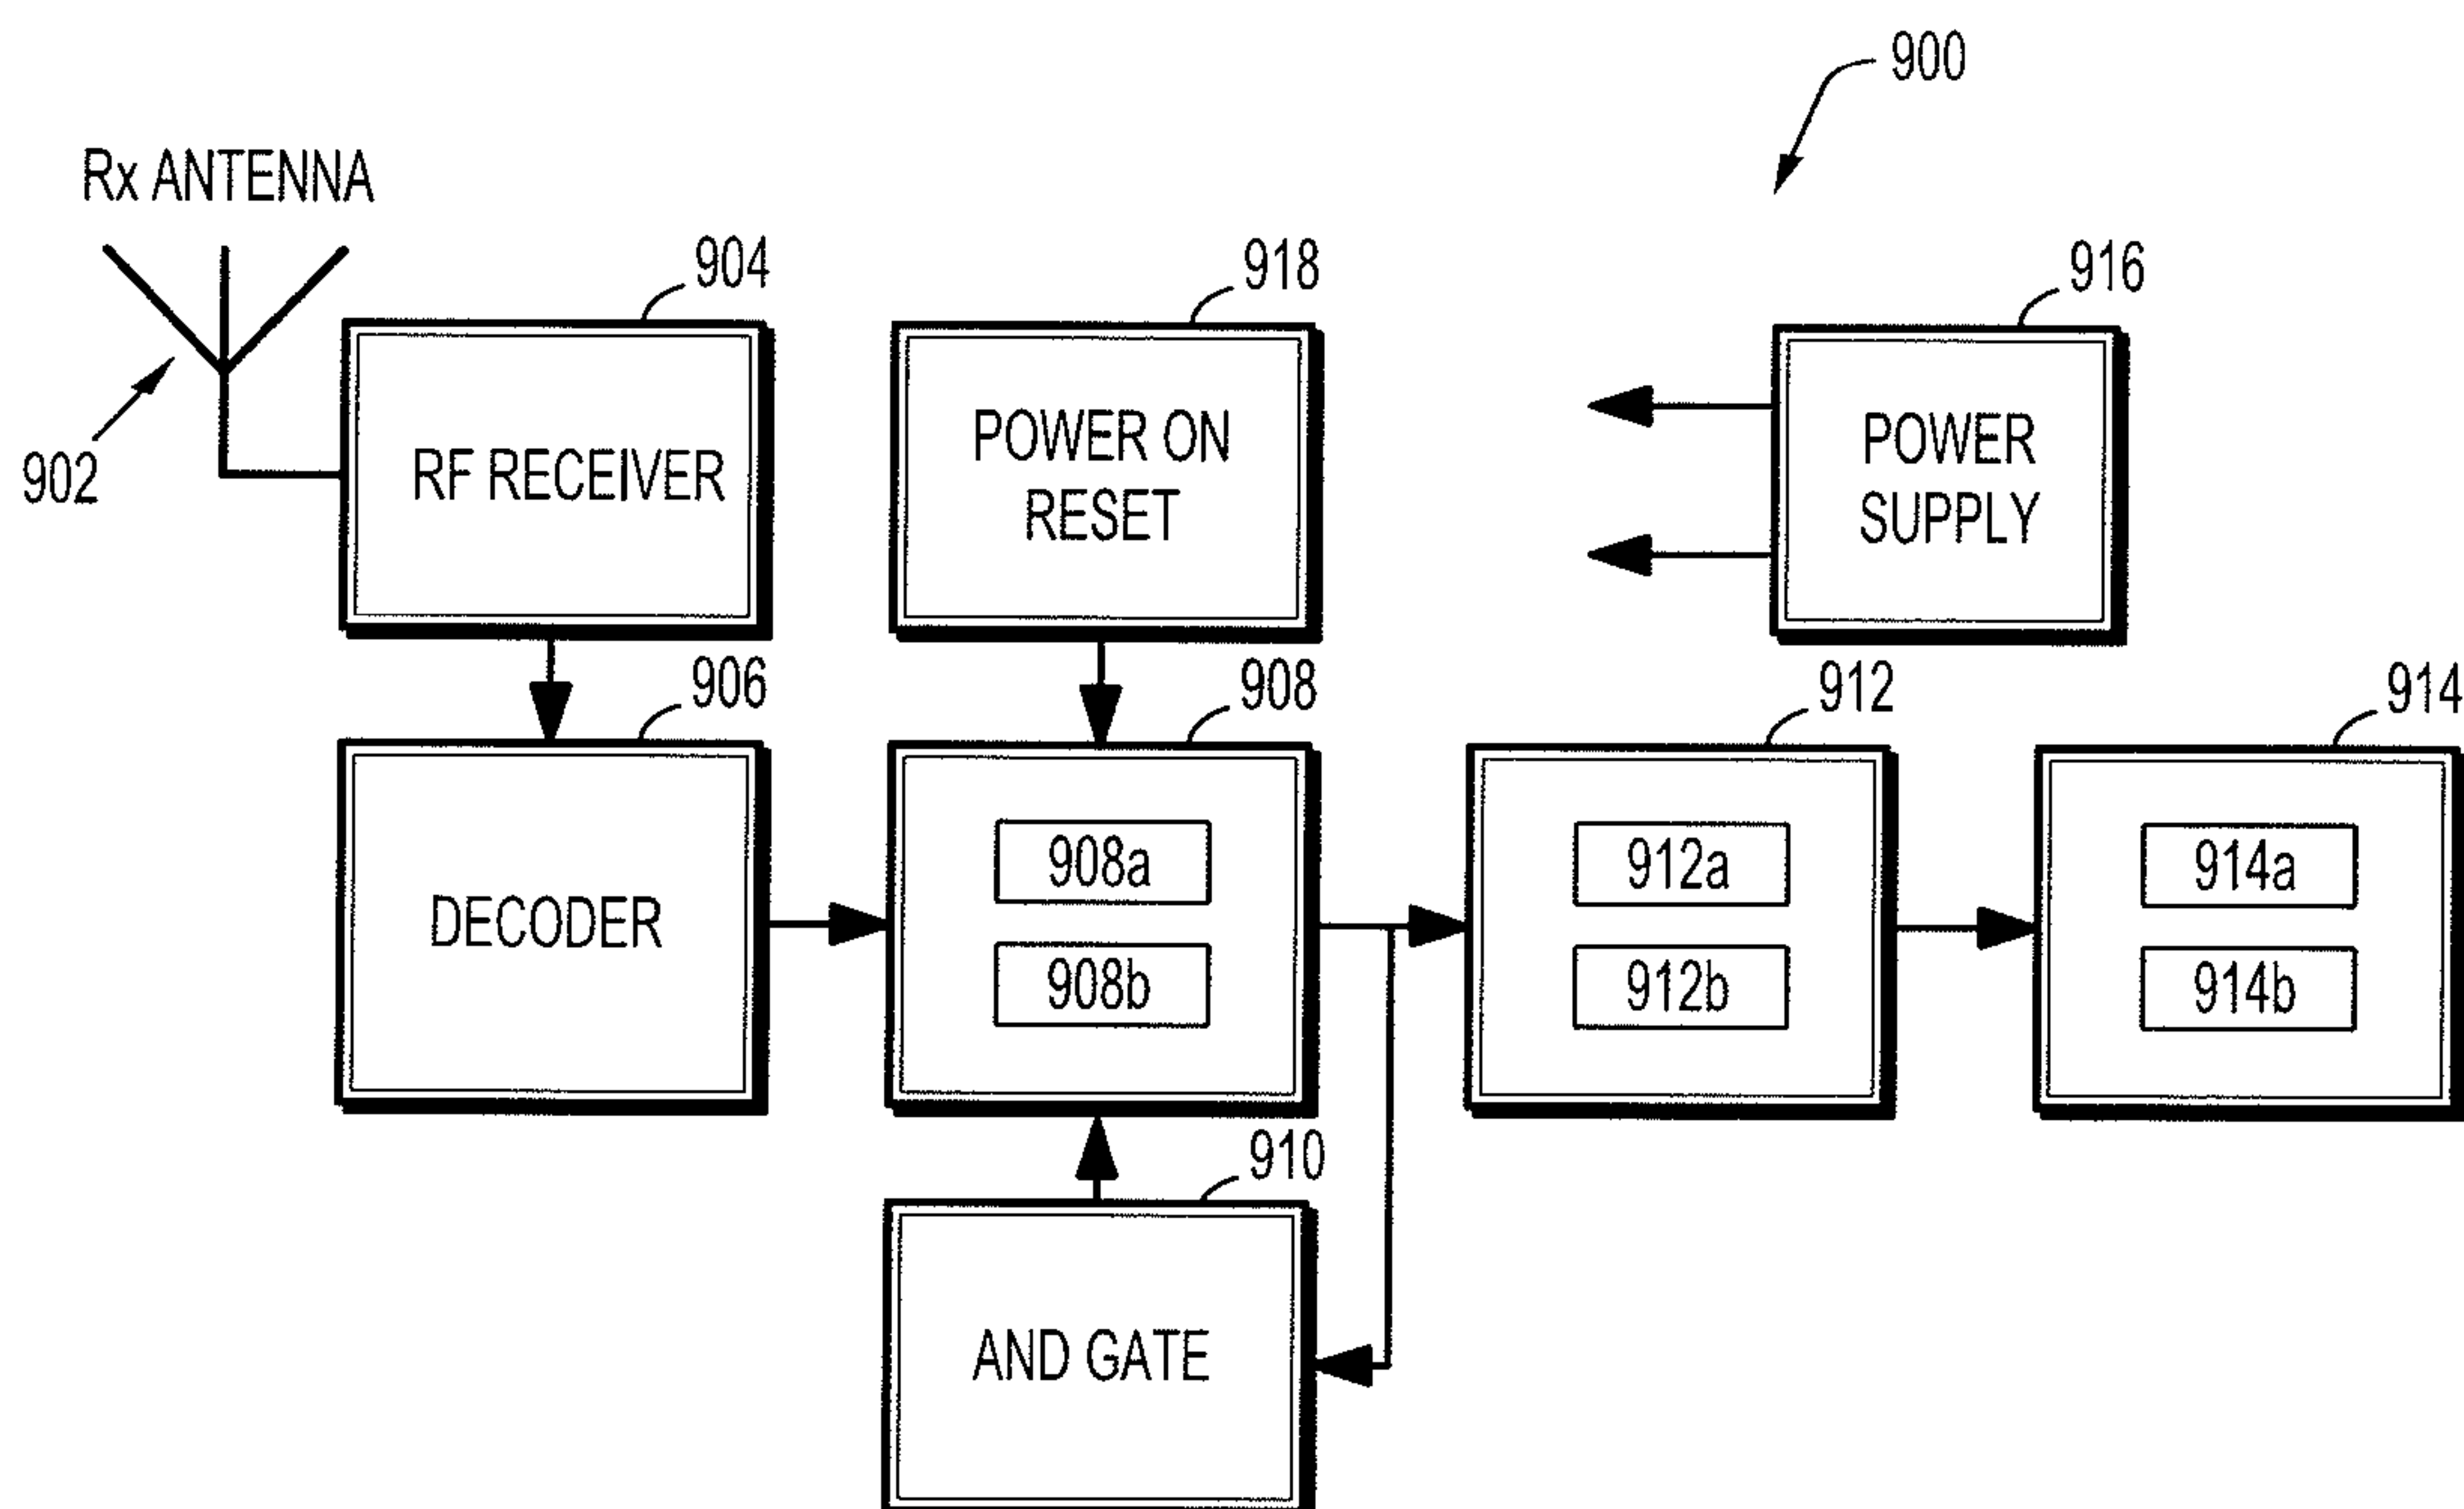 900
Rx ANTENNA
904
918
916
902
RF RECEIVER
POWER ON
RESET
POWER
SUPPLY
906
908
912
914
DECODER
908a
908b
912a
912b
914a
914b
910
AND GATE